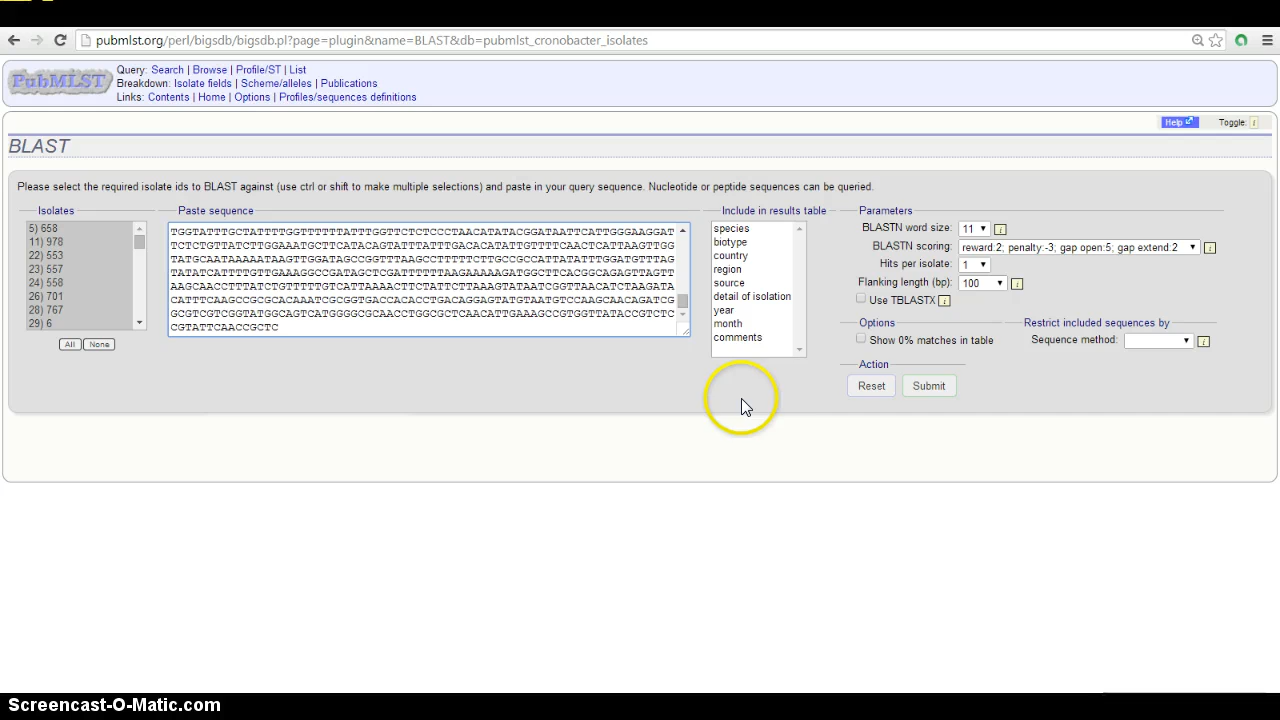 pubmlst.org/perl/bigsdb/bigsdb.pl?page=plugin&name=BLAST&db=pubmlst_cronobacter_isolates
PubMLST
Query: Search | Browse | Profile/ST | List
Breakdown: Isolate fields | Scheme/alleles | Publications
Links: Contents | Home | Options | Profiles/sequences definitions
Help Toggle: i
BLAST
Please select the required isolate ids to BLAST against (use ctrl or shift to make multiple selections) and paste in your query sequence. Nucleotide or peptide sequences can be queried.
Isolates
5) 658
11) 978
22) 553
23) 557
24) 558
26) 701
28) 767
29) 6
All None
Paste sequence
TGGTATTTGCTATTTTGGTTTTTTATTTGGTTCTCTCCCTAACATATACGGATAATTCATTGGGAAGGAT
TCTCTGTTATCTTGGAAATGCTTCATACAGTATTTATTTGACACATATTGTTTTCAACTCATTAAGTTGG
TATGCAATAAAAATAAGTTGGATAGCCGTTTAAGCCTTTTTCTTGCCGCCATTATATTTGGATGTTTAG
TATATCATTTTGTTGAAAGGCCGATAGCTCGATTTTTTAAGAAAAAGATGGCTTCACGGCAGAGTTAGTT
AAGCAACCTTTATCTGTTTTTGTCATTAAAACTTCTATTCTTAAAGTATAATCGGTTAACATCTAAGATA
CATTTCAAGCCGCGCACAAATCGCGGTGACCACACCTGACAGGAGTATGTAATGTCCAAGCAACAGATCG
GCGTCGTCGGTATGGCAGTCATGGGGCGCAACCTGGCGCTCAACATTGAAAGCCGTGGTTATACCGTCTC
CGTATTCAACCGCTC
Include in results table
species
biotype
country
region
source
detail of isolation
year
month
comments
Parameters
BLASTN word size: 11 i
BLASTN scoring: reward:2; penalty:-3; gap open:5; gap extend:2 i
Hits per isolate: 1
Flanking length (bp): 100 i
Use TBLASTX i
Options
Show 0% matches in table
Restrict included sequences by
Sequence method: i
Action
Reset Submit
Screencast-O-Matic.com